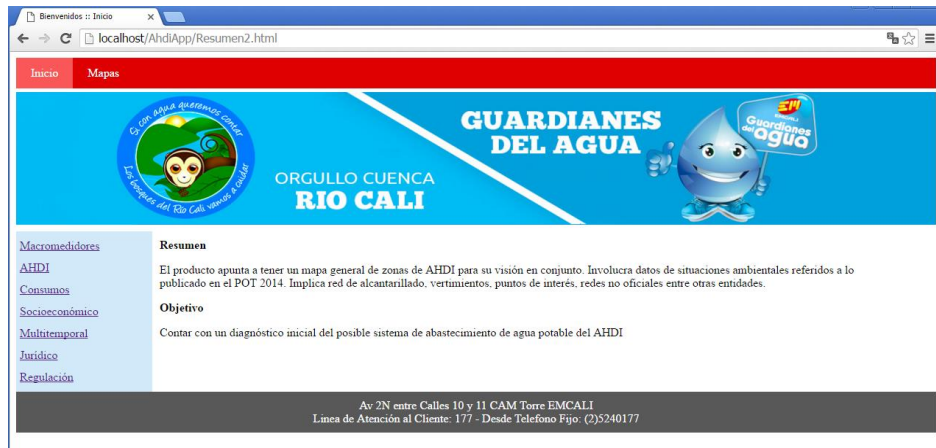 Bienvenidos :: Inicio
localhost/AhdiApp/Resumen2.html
Inicio
Mapas
Si con agua queremos contar
Los bosques del Río Cali vamos a cuidar
ORGULLO CUENCA
RIO CALI
GUARDIANES
DEL AGUA
EMCALI
Guardianes
del agua
Macromedidores
AHDI
Consumos
Socioeconómico
Multitemporal
Jurídico
Regulación
Resumen
El producto apunta a tener un mapa general de zonas de AHDI para su visión en conjunto. Involucra datos de situaciones ambientales referidos a lo
publicado en el POT 2014. Implica red de alcantarillado, vertimientos, puntos de interés, redes no oficiales entre otras entidades.
Objetivo
Contar con un diagnóstico inicial del posible sistema de abastecimiento de agua potable del AHDI
Av 2N entre Calles 10 y 11 CAM Torre EMCALI
Linea de Atención al Cliente: 177 - Desde Telefono Fijo: (2)5240177